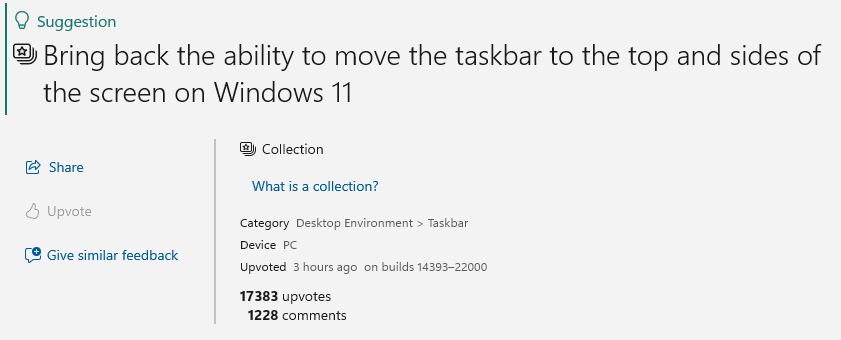 Suggestion
Bring back the ability to move the taskbar to the top and sides of
the screen on Windows 11
Share
Upvote
Give similar feedback
Collection
What is a collection?
Category Desktop Environment > Taskbar
Device PC
Upvoted 3 hours ago on builds 14393–22000
17383 upvotes
1228 comments